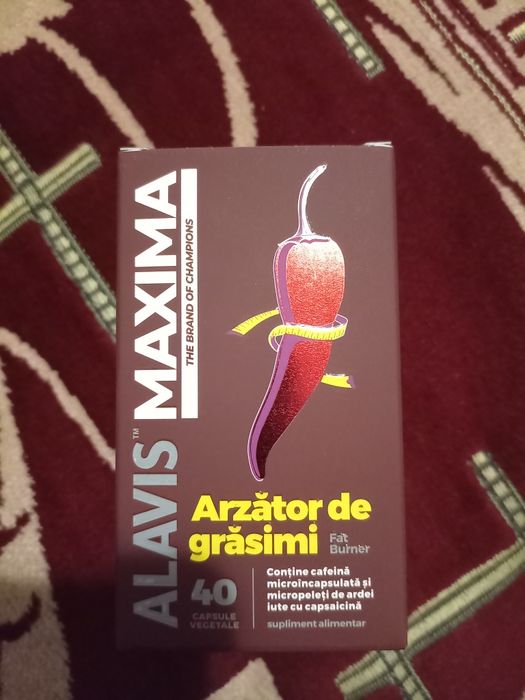 ALAVIS™ MAXIMA
THE BRAND OF CHAMPIONS
Arzător de
grăsimi
Fat
Burner
40
CAPSULE
VEGETALE
Conține cafeină
microîncapsulată și
micropeleți de ardei
iute cu capsaicină
supliment alimentar